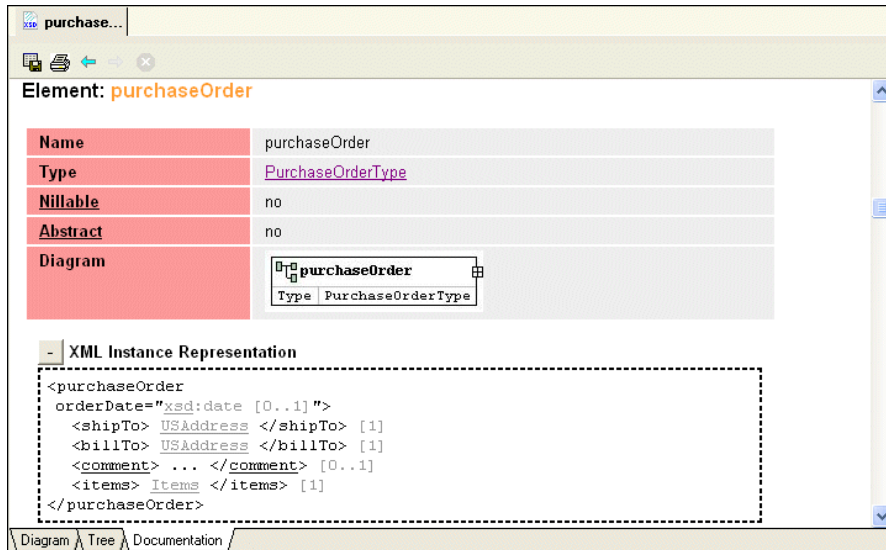 XSD purchase...
Element: purchaseOrder
Name purchaseOrder
Type PurchaseOrderType
Nillable no
Abstract no
Diagram purchaseOrder
Type PurchaseOrderType
- XML Instance Representation
<purchaseOrder
orderDate="xsd:date [0..1]">
<shipTo> USAddress </shipTo> [1]
<billTo> USAddress </billTo> [1]
<comment> ... </comment> [0..1]
<items> Items </items> [1]
</purchaseOrder>
Diagram Tree Documentation